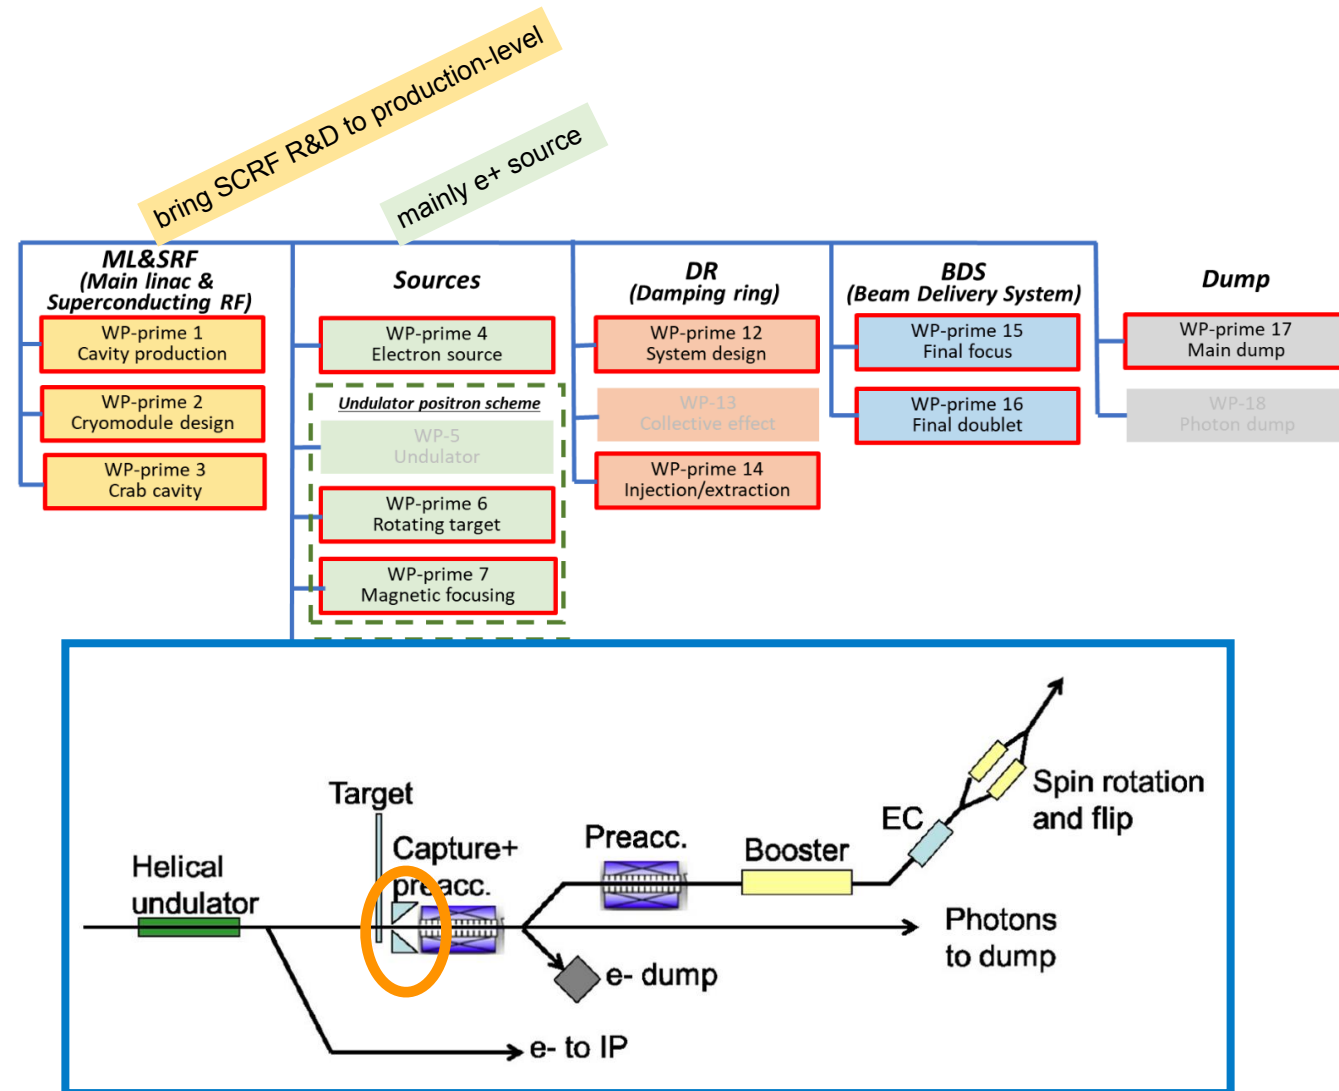 bring SCRF R&D to production-level
mainly e+ source
ML&SRF
(Main linac &
Superconducting RF)
WP-prime 1
Cavity production
WP-prime 2
Cryomodule design
WP-prime 3
Crab cavity
Sources
WP-prime 4
Electron source
Undulator positron scheme
WP-5
Undulator
WP-prime 6
Rotating target
WP-prime 7
Magnetic focusing
DR
(Damping ring)
WP-prime 12
System design
WP-13
Collective effect
WP-prime 14
Injection/extraction
BDS
(Beam Delivery System)
WP-prime 15
Final focus
WP-prime 16
Final doublet
Dump
WP-prime 17
Main dump
WP-18
Photon dump
Helical
undulator
Target
Capture+
preacc.
Preacc.
Booster
EC
Spin rotation
and flip
Photons
to dump
e- dump
e- to IP